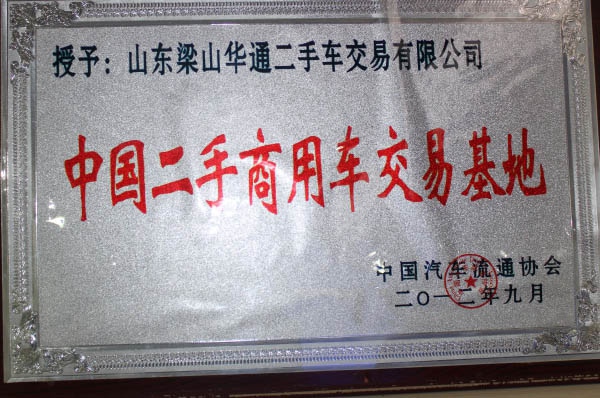 授予：山东梁山华通二手车交易有限公司
中国二手商用车交易基地
中国汽车流通协会
二〇一二年九月